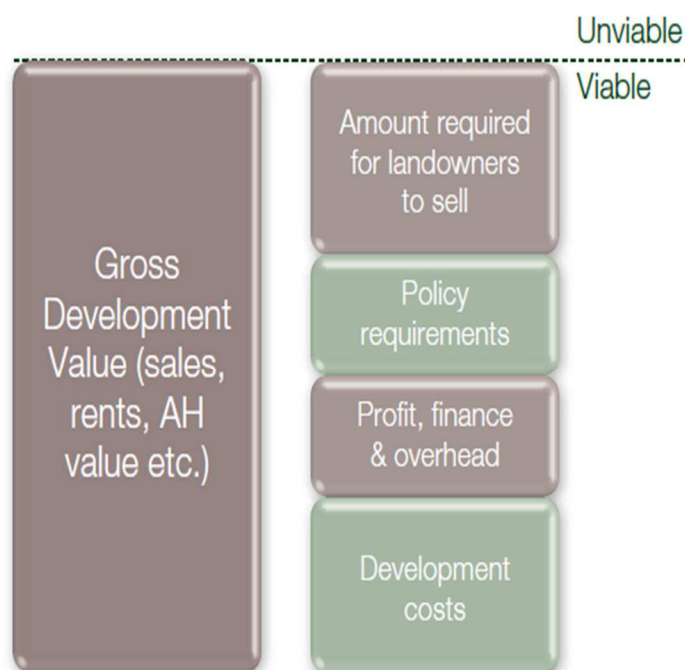 Unviable
Viable
Gross
Development
Value (sales,
rents, AH
value etc.)
Amount required
for landowners
to sell
Policy
requirements
Profit, finance
& overhead
Development
costs